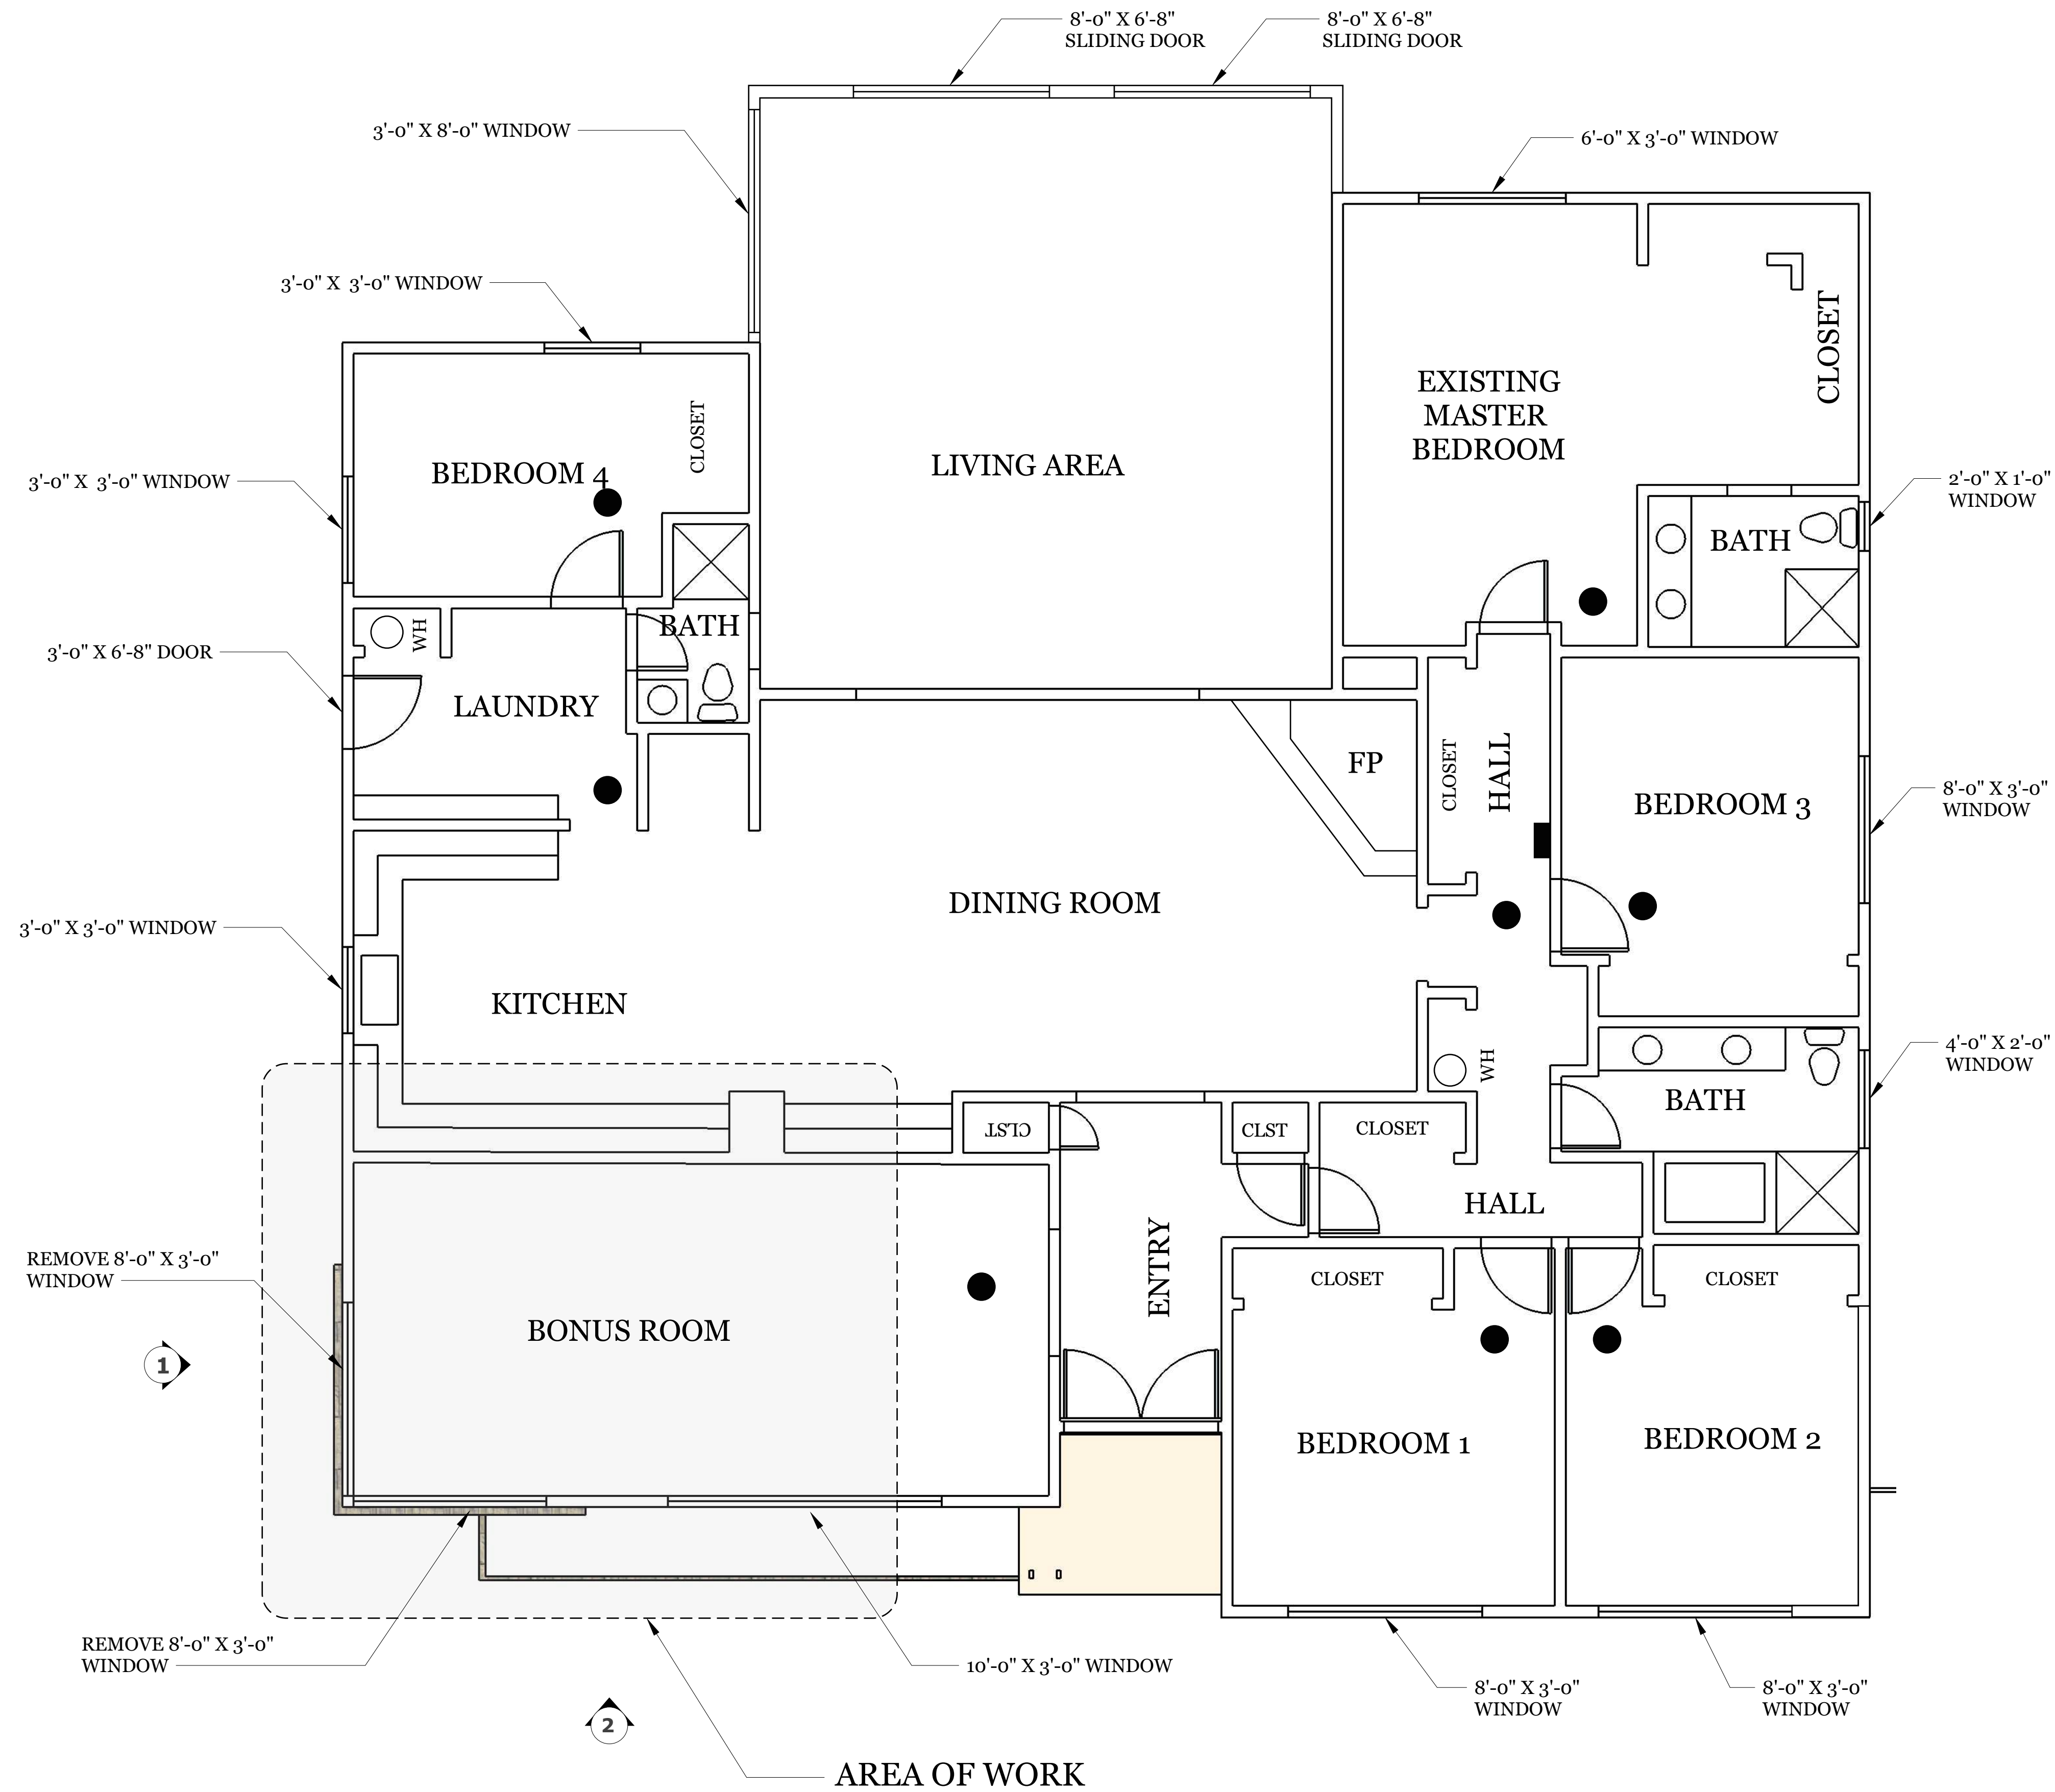 8'-0" X 6'-8"
SLIDING DOOR
8'-0" X 6'-8"
SLIDING DOOR
3'-0" X 8'-0" WINDOW
6'-0" X 3'-0" WINDOW
3'-0" X  3'-0" WINDOW
CLOSET
EXISTING
MASTER
BEDROOM
CLOSET
LIVING AREA
BEDROOM 4
3'-0" X  3'-0" WINDOW
2'-0" X 1'-0"
WINDOW
BATH
BATH
WH
3'-0" X 6'-8" DOOR
LAUNDRY
FP
CLOSET
HALL
BEDROOM 3
8'-0" X 3'-0"
WINDOW
DINING ROOM
3'-0" X 3'-0" WINDOW
KITCHEN
WH
4'-0" X 2'-0"
WINDOW
BATH
CLST
CLST
CLOSET
HALL
ENTRY
REMOVE 8'-0" X 3'-0"
WINDOW
CLOSET
CLOSET
BONUS ROOM
1
BEDROOM 1
BEDROOM 2
REMOVE 8'-0" X 3'-0"
WINDOW
10'-0" X 3'-0" WINDOW
8'-0" X 3'-0"
WINDOW
8'-0" X 3'-0"
WINDOW
2
AREA OF WORK